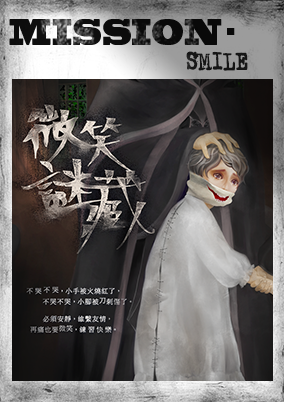 MISSION·
SMILE
微笑
謎藏
不哭不哭，小手被火燒紅了。
不哭不哭，小腳被刀刺傷了。
必須安靜，維繫友情。
再痛也要微笑，練習快樂。